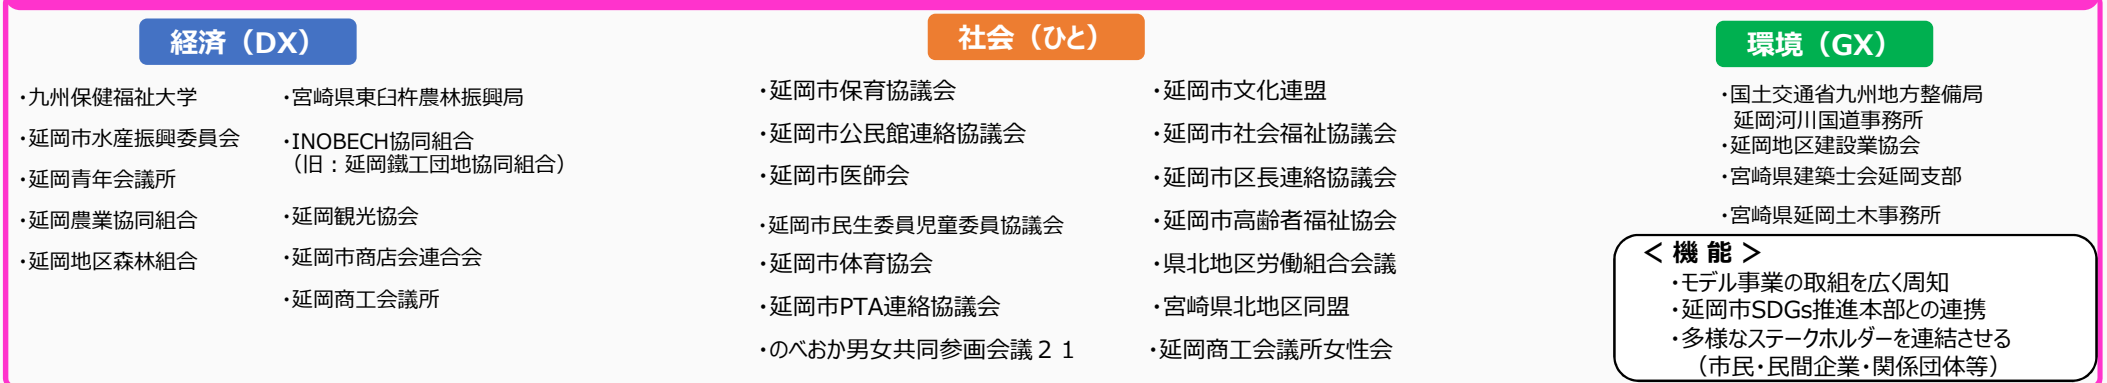 経済（DX）
・九州保健福祉大学
・延岡市水産振興委員会
・延岡青年会議所
・延岡農業協同組合
・延岡地区森林組合
・宮崎県東臼杵農林振興局
・INOBECH協同組合
（旧：延岡鐵工団地協同組合）
・延岡観光協会
・延岡市商店会連合会
・延岡商工会議所
社会（ひと）
・延岡市保育協議会
・延岡市公民館連絡協議会
・延岡市医師会
・延岡市民生委員児童委員協議会
・延岡市体育協会
・延岡市PTA連絡協議会
・のべおか男女共同参画会議２１
・延岡市文化連盟
・延岡市社会福祉協議会
・延岡市区長連絡協議会
・延岡市高齢者福祉協会
・県北地区労働組合会議
・宮崎県北地区同盟
・延岡商工会議所女性会
環境（GX）
・国土交通省九州地方整備局
延岡河川国道事務所
・延岡地区建設業協会
・宮崎県建築士会延岡支部
・宮崎県延岡土木事務所
＜ 機 能 ＞
・モデル事業の取組を広く周知
・延岡市SDGs推進本部との連携
・多様なステークホルダーを連結させる
（市民・民間企業・関係団体等）